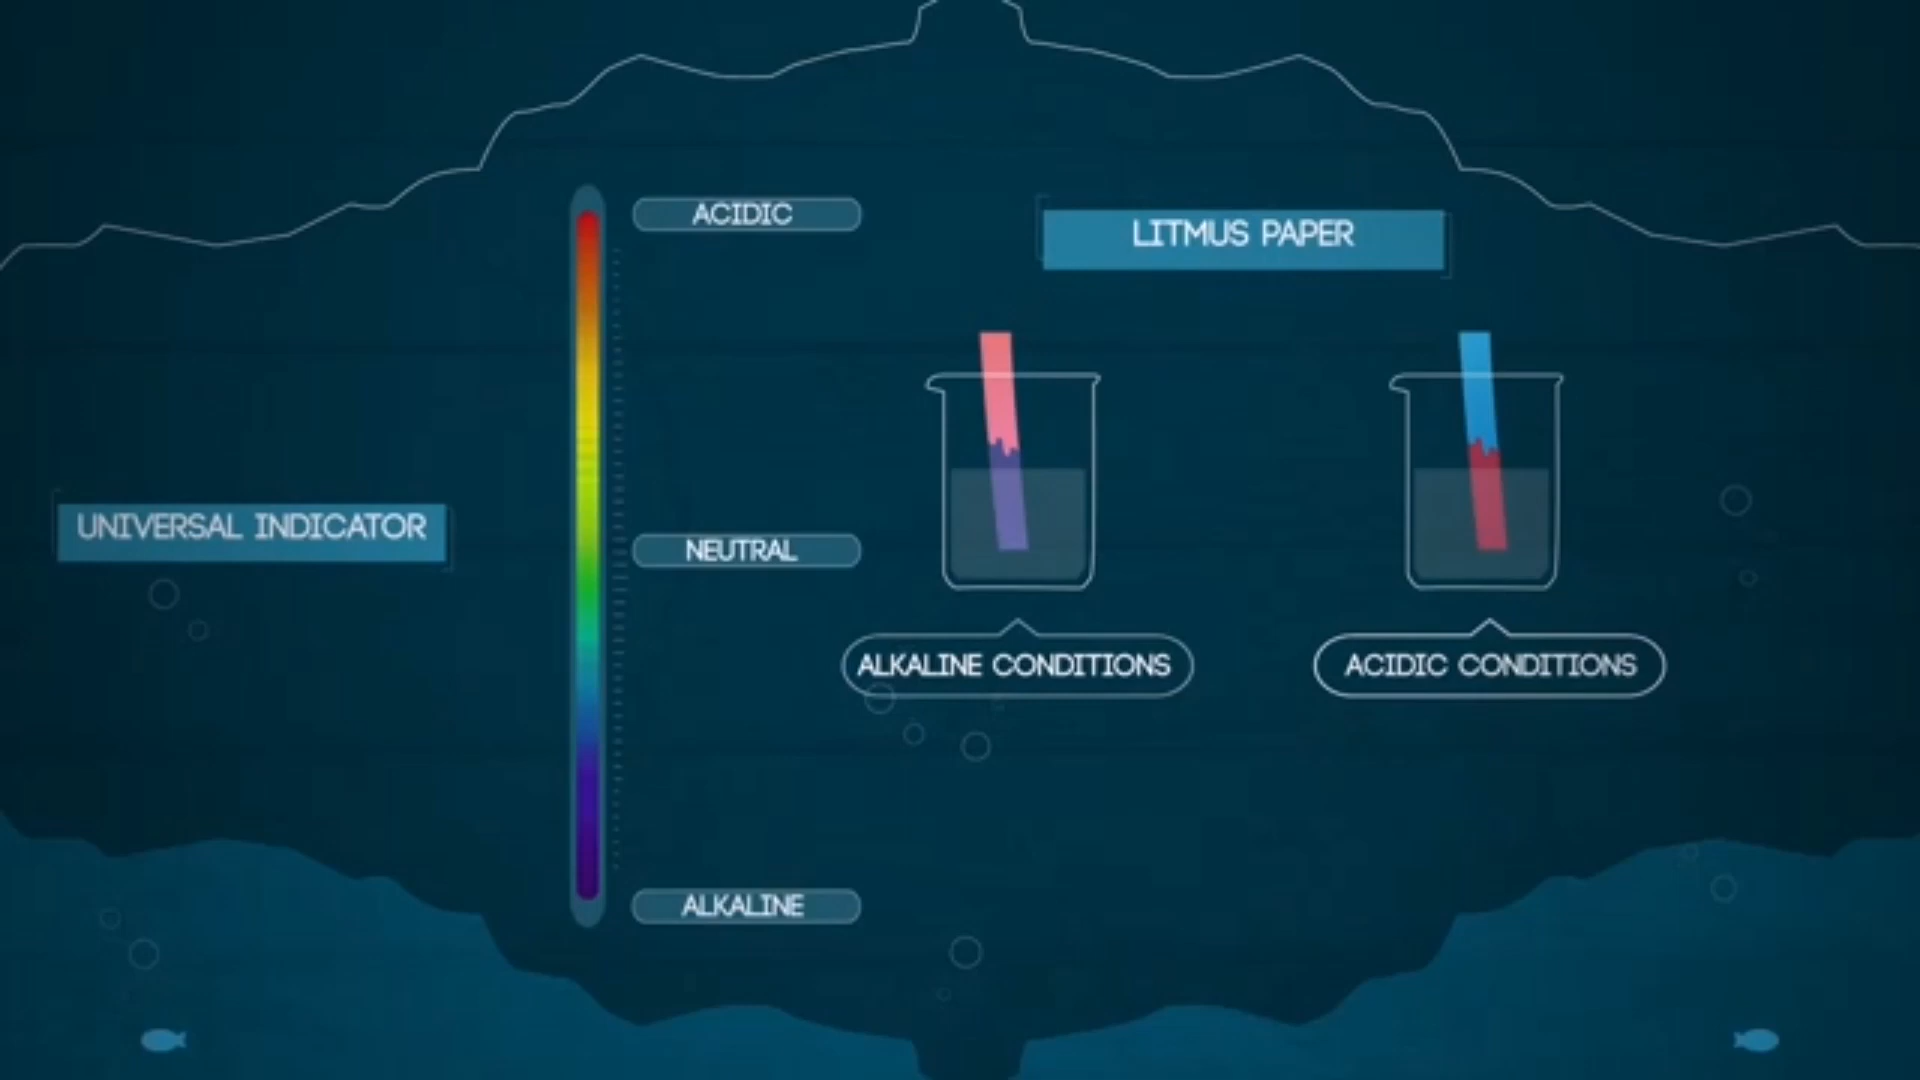 UNIVERSAL INDICATOR
ACIDIC
NEUTRAL
ALKALINE
LITMUS PAPER
ALKALINE CONDITIONS
ACIDIC CONDITIONS